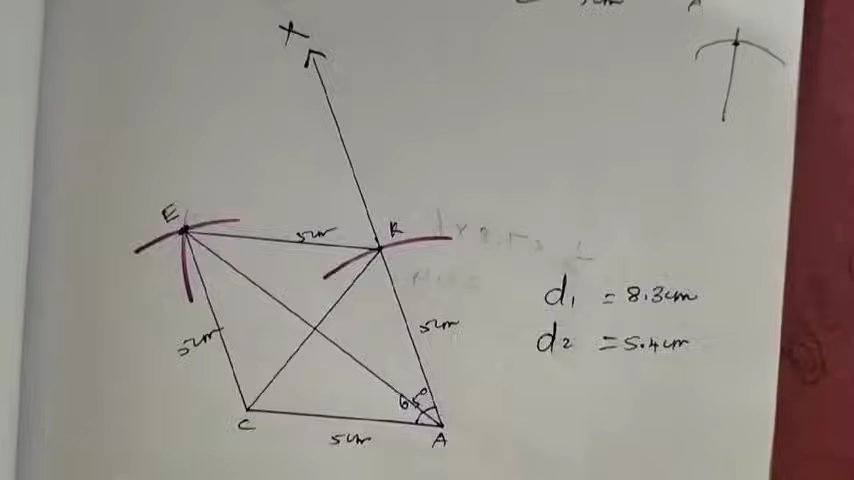 X
E
5cm
R
5cm
5cm
65°
C
5cm
A
d1 = 8.3cm
d2 = 5.4cm